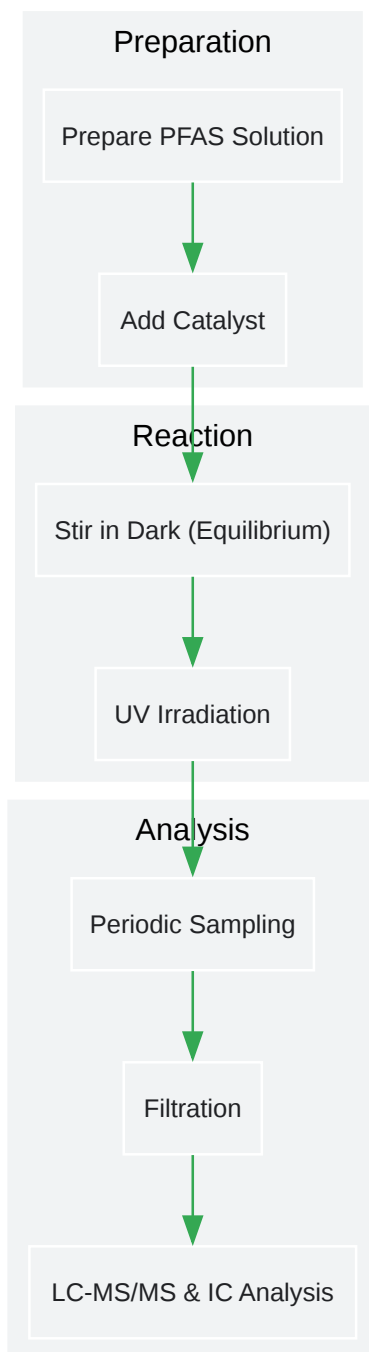 Preparation
Prepare PFAS Solution
Add Catalyst
Reaction
Stir in Dark (Equilibrium)
UV Irradiation
Analysis
Periodic Sampling
Filtration
LC-MS/MS & IC Analysis